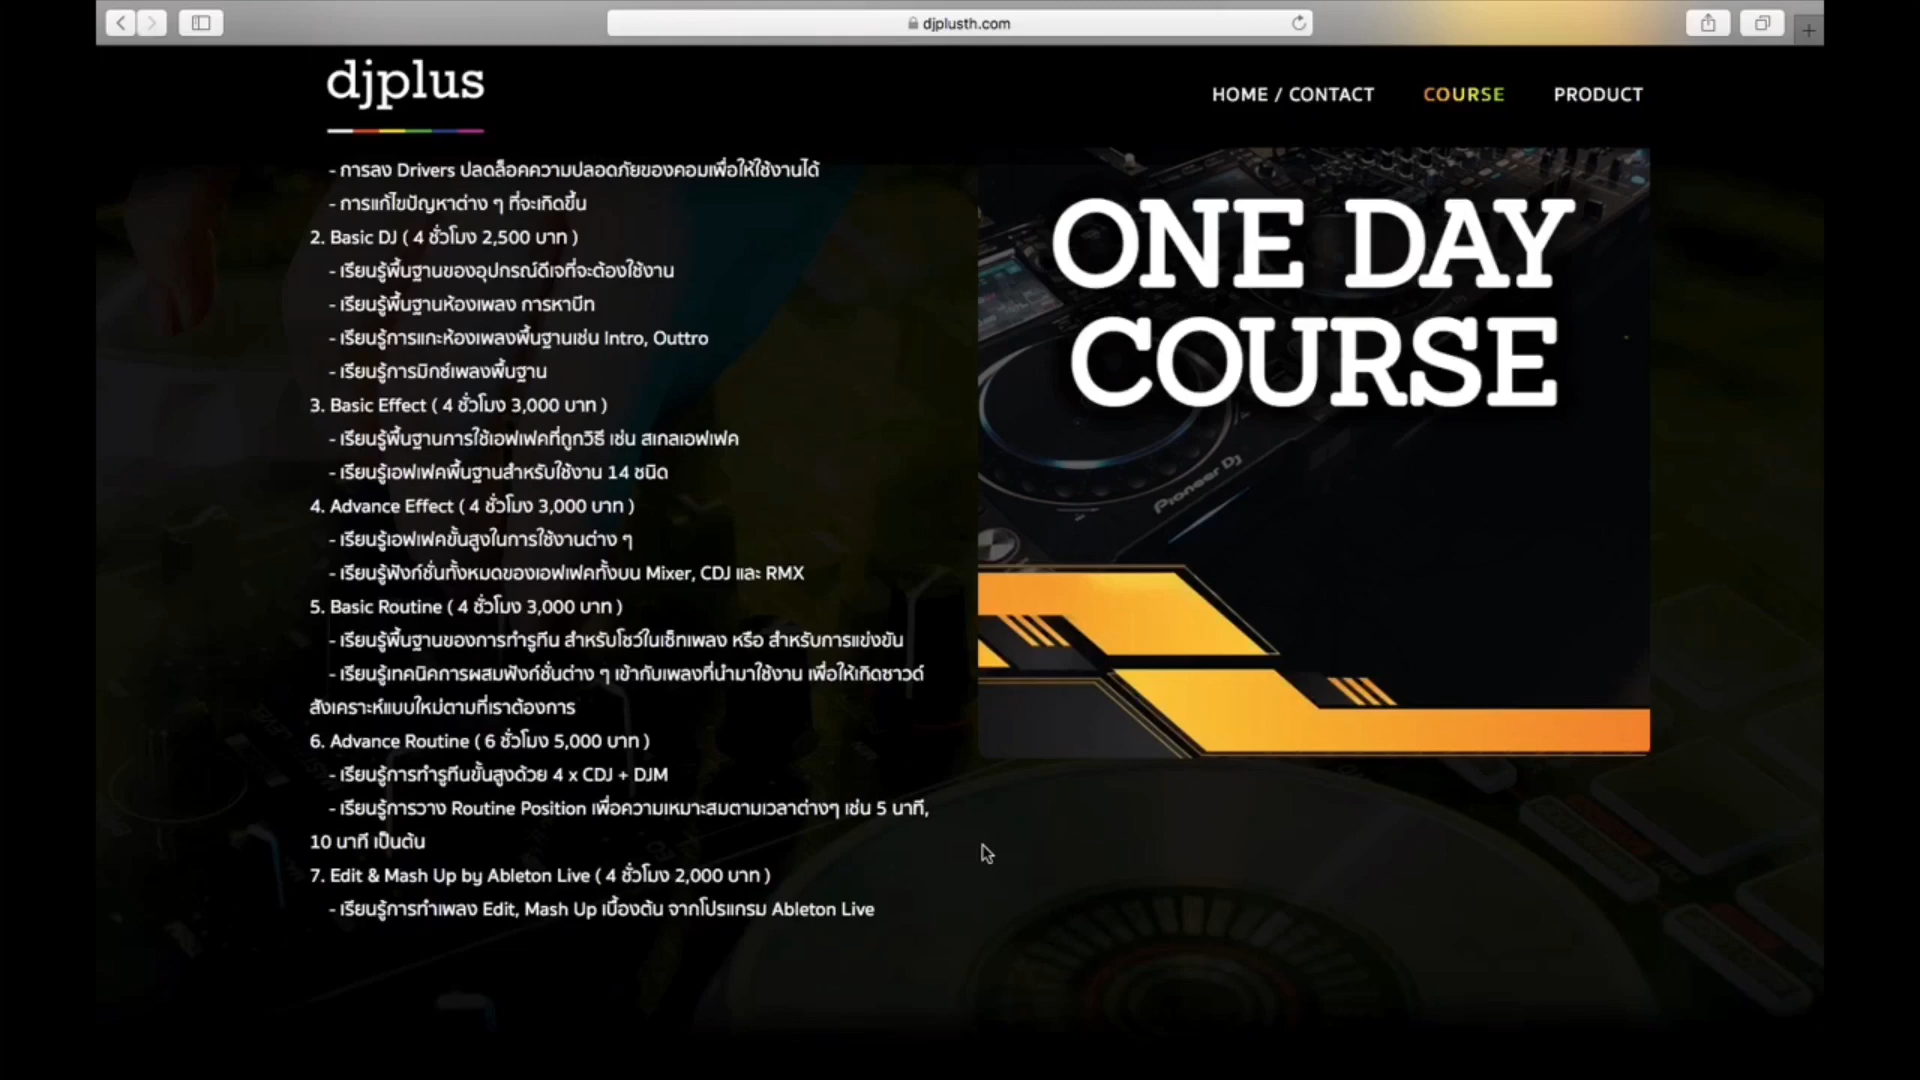 djplusth.com
djplus
HOME / CONTACT
COURSE
PRODUCT
- การลง Drivers ปลดล็อคความปลอดภัยของคอมเพื่อให้ใช้งานได้
- การแก้ไขปัญหาต่าง ๆ ที่จะเกิดขึ้น
2. Basic DJ ( 4 ชั่วโมง 2,500 บาท )
- เรียนรู้พื้นฐานของอุปกรณ์ดีเจที่จะต้องใช้งาน
- เรียนรู้พื้นฐานห้องเพลง การหาบีท
- เรียนรู้การแกะห้องเพลงพื้นฐานเช่น Intro, Outtro
- เรียนรู้การมิกซ์เพลงพื้นฐาน
3. Basic Effect ( 4 ชั่วโมง 3,000 บาท )
- เรียนรู้พื้นฐานการใช้เอฟเฟคที่ถูกวิธี เช่น สเกลเอฟเฟค
- เรียนรู้เอฟเฟคพื้นฐานสำหรับใช้งาน 14 ชนิด
4. Advance Effect ( 4 ชั่วโมง 3,000 บาท )
- เรียนรู้เอฟเฟคขั้นสูงในการใช้งานต่าง ๆ
- เรียนรู้ฟังก์ชั่นทั้งหมดของเอฟเฟคทั้งบน Mixer, CDJ และ RMX
5. Basic Routine ( 4 ชั่วโมง 3,000 บาท )
- เรียนรู้พื้นฐานของการทำรูทีน สำหรับโชว์ในเซ็ทเพลง หรือ สำหรับการแข่งขัน
- เรียนรู้เทคนิคการผสมฟังก์ชั่นต่าง ๆ เข้ากับเพลงที่นำมาใช้งาน เพื่อให้เกิดซาวด์
สังเคราะห์แบบใหม่ตามที่เราต้องการ
6. Advance Routine ( 6 ชั่วโมง 5,000 บาท )
- เรียนรู้การทำรูทีนขั้นสูงด้วย 4 x CDJ + DJM
- เรียนรู้การวาง Routine Position เพื่อความเหมาะสมตามเวลาต่างๆ เช่น 5 นาที,
10 นาที เป็นต้น
7. Edit & Mash Up by Ableton Live ( 4 ชั่วโมง 2,000 บาท )
- เรียนรู้การทำเพลง Edit, Mash Up เบื้องต้น จากโปรแกรม Ableton Live
ONE DAY
COURSE
Pioneer DJ